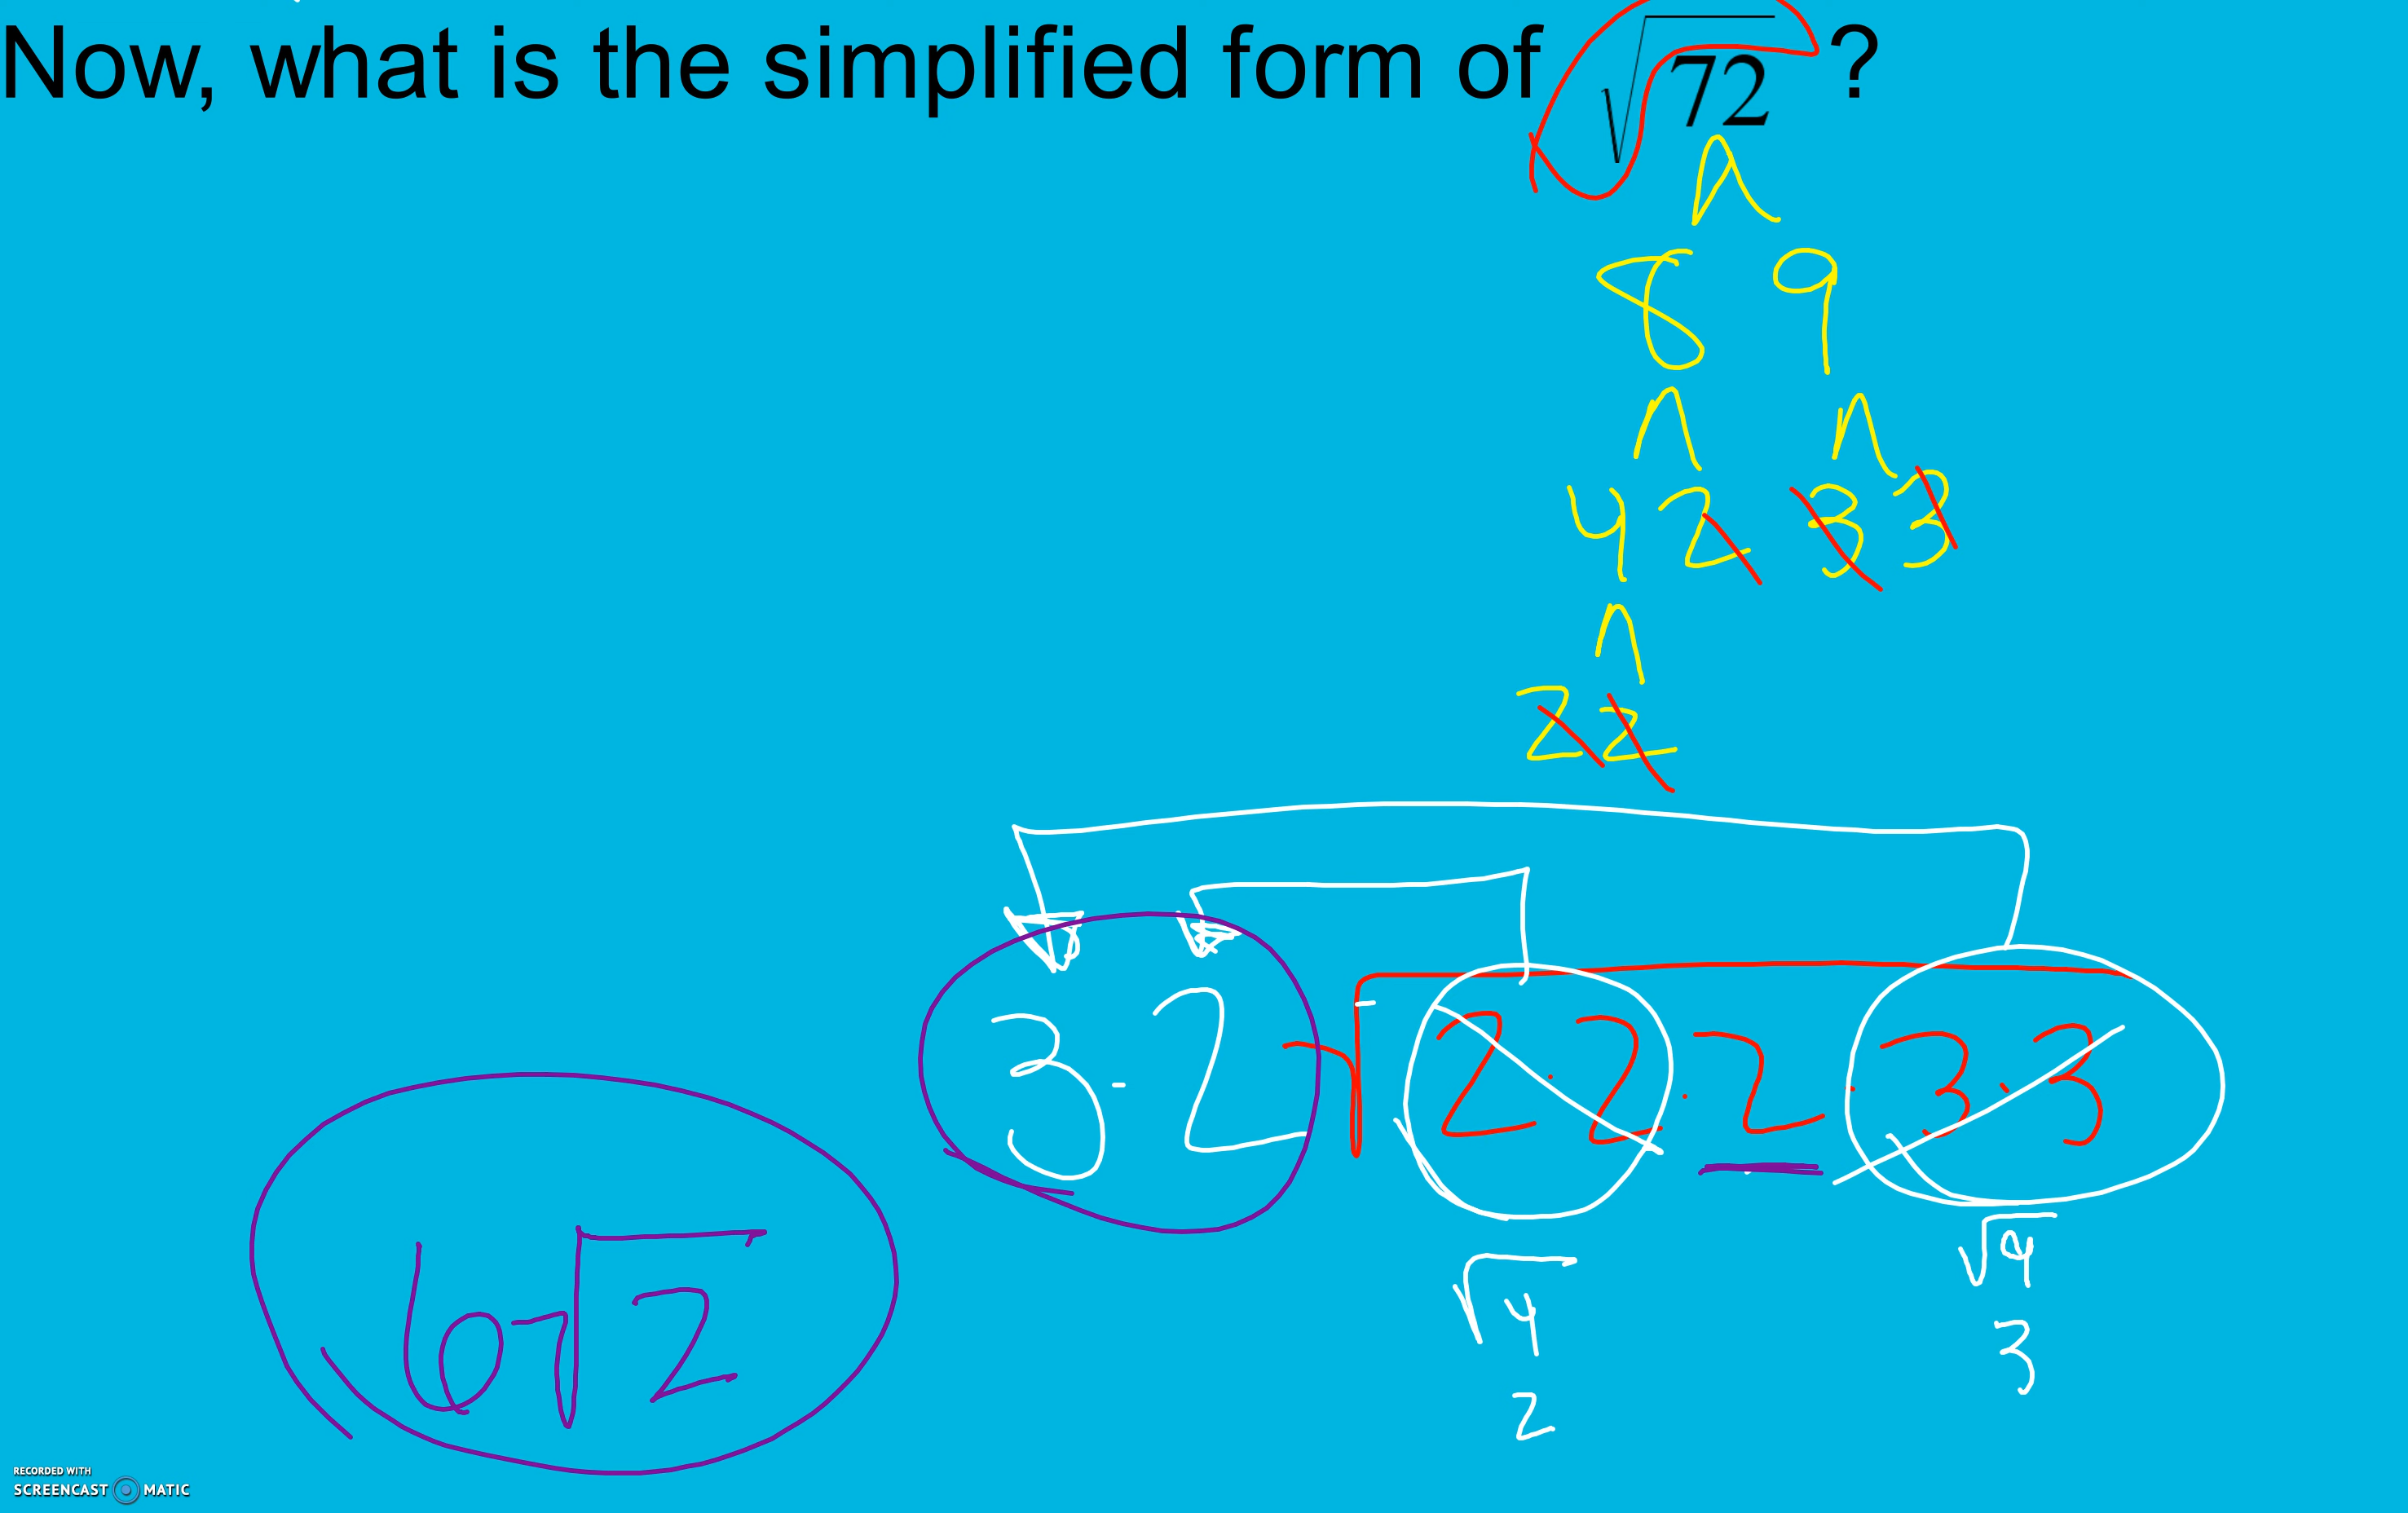 Now, what is the simplified form of √72 ?
8 9
4 2 3 3
2 2
3 · 2 √2 · 2 · 2 · 3 · 3
√4 √9
2 3
6√2
RECORDED WITH
SCREENCAST MATIC